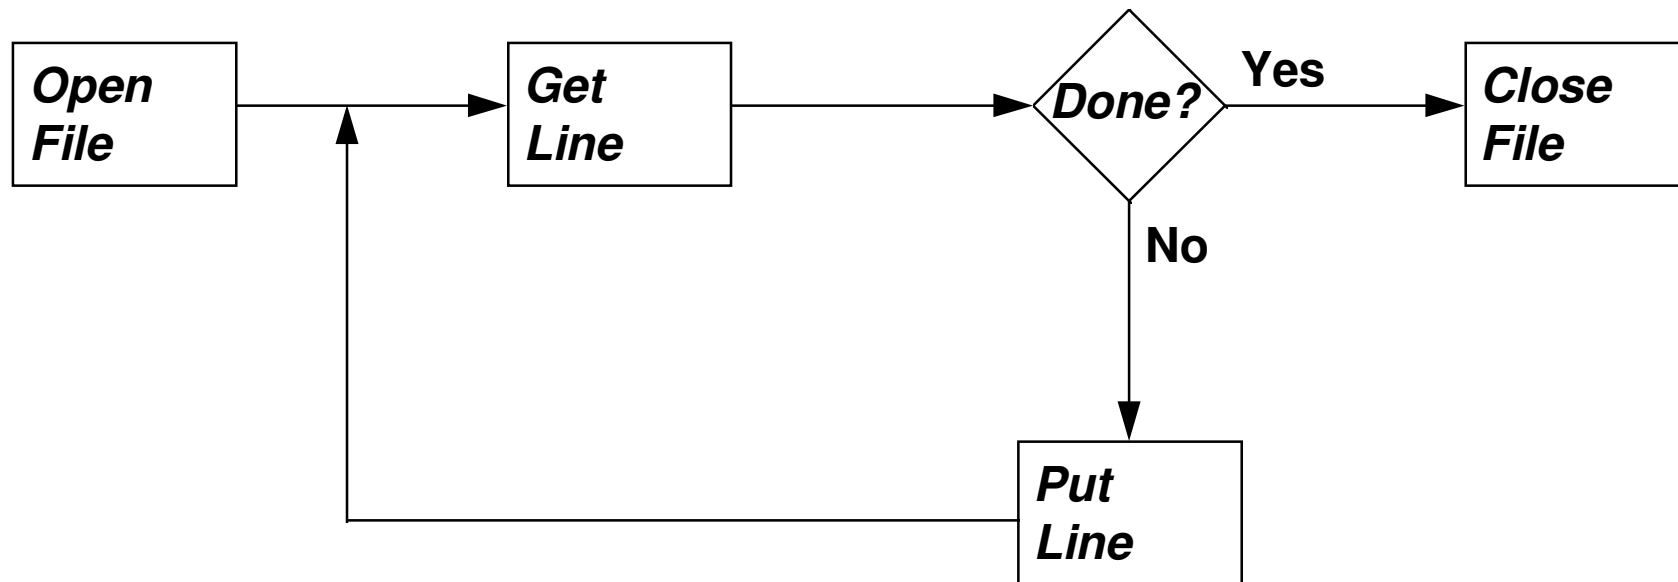 Open
File
Get
Line
Done?
Yes
Close
File
No
Put
Line